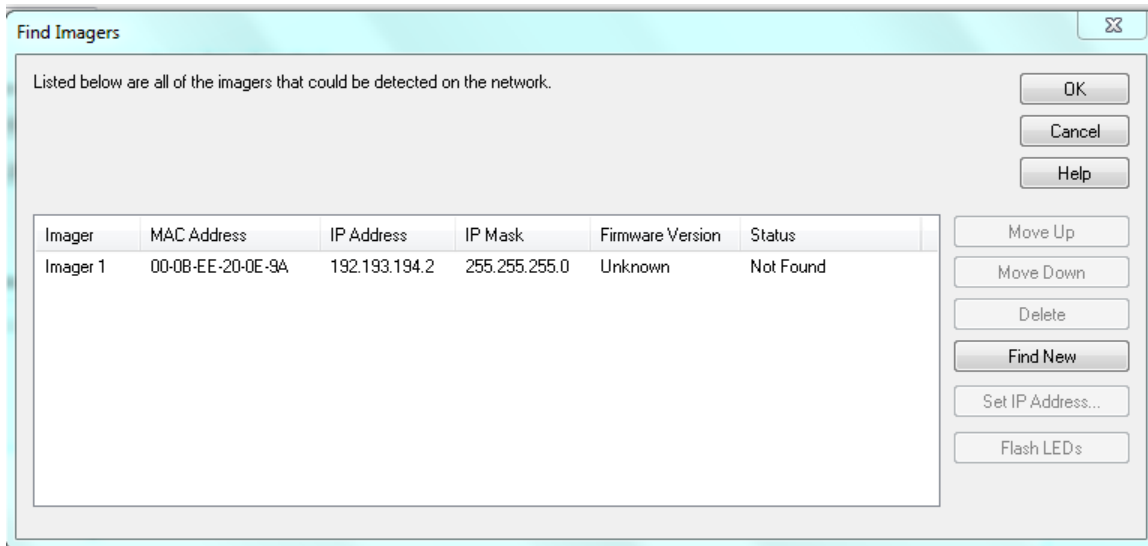 Find Imagers
Listed below are all of the imagers that could be detected on the network.
OK
Cancel
Help
Imager MAC Address IP Address IP Mask Firmware Version Status
Imager 1 00-0B-EE-20-0E-9A 192.193.194.2 255.255.255.0 Unknown Not Found
Move Up
Move Down
Delete
Find New
Set IP Address...
Flash LEDs